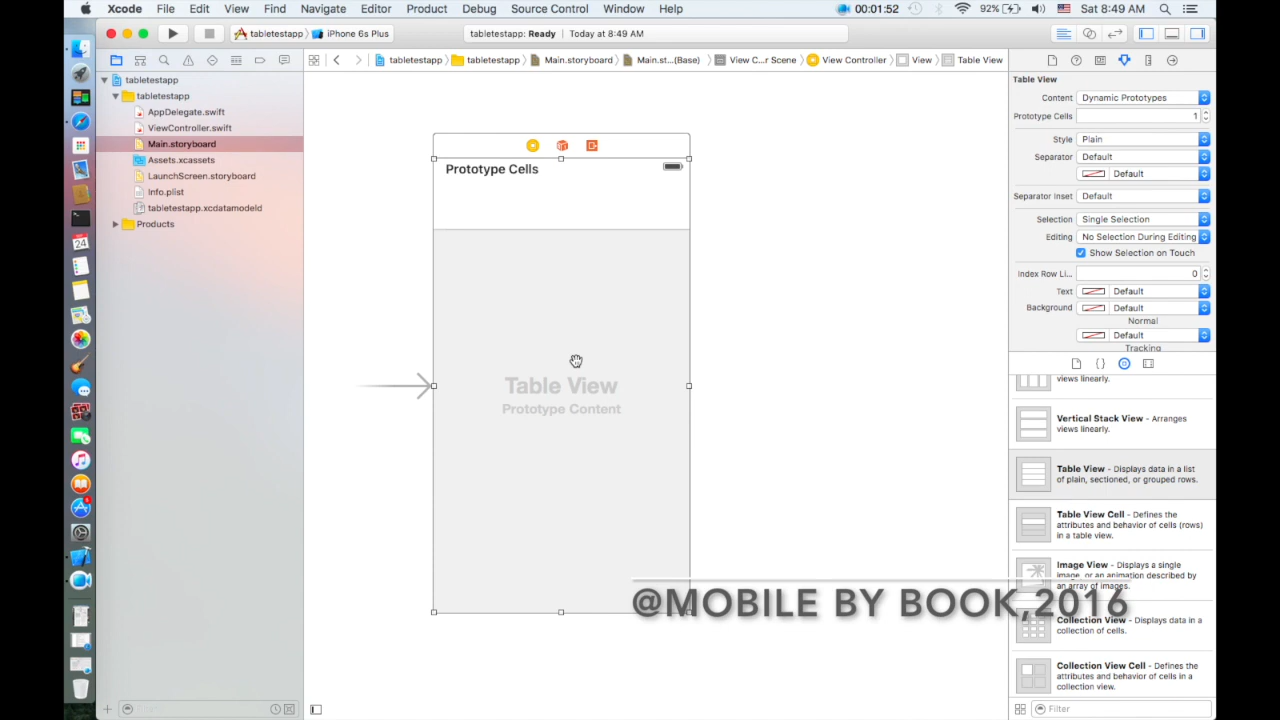 Xcode File Edit View Find Navigate Editor Product Debug Source Control Window Help 00:01:52 92% Sat 8:49 AM
tabletestapp iPhone 6s Plus tabletestapp: Ready Today at 8:49 AM
tabletestapp tabletestapp Main.storyboard Main.st...(Base) View C...r Scene View Controller View Table View
tabletestapp
tabletestapp
AppDelegate.swift
ViewController.swift
Main.storyboard
Assets.xcassets
LaunchScreen.storyboard
Info.plist
tabletestapp.xcdatamodeld
Products
Prototype Cells
Table View
Prototype Content
Table View
Content Dynamic Prototypes
Prototype Cells 1
Style Plain
Separator Default
Default
Separator Inset Default
Selection Single Selection
Editing No Selection During Editing
Show Selection on Touch
Index Row Li... 0
Text Default
Background Default
Normal
Default
Tracking
views linearly.
Vertical Stack View - Arranges
views linearly.
Table View - Displays data in a list
of plain, sectioned, or grouped rows.
Table View Cell - Defines the
attributes and behavior of cells (rows)
in a table view.
Image View - Displays a single
image, or an animation described by
an array of images.
Collection View - Displays data in a
collection of cells.
Collection View Cell - Defines the
attributes and behavior of cells in a
collection view.
Filter
@MOBILE BY BOOK,2016